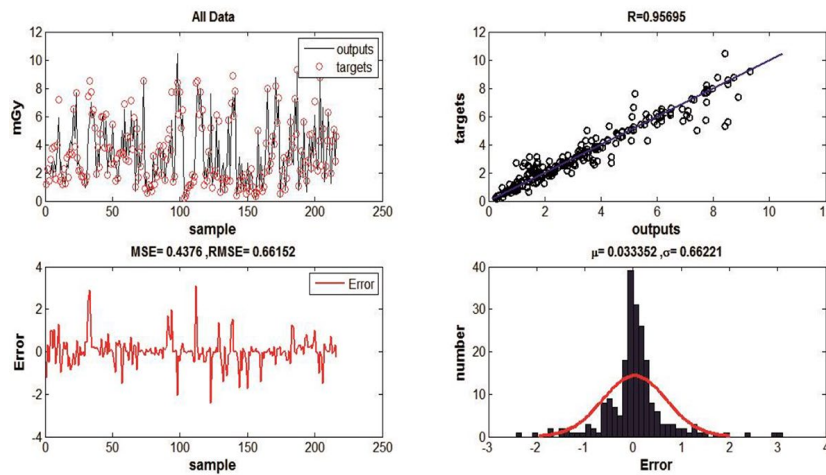 All Data
12
10
8
6
4
2
0
mGy
outputs
targets
0 50 100 150 200 250
sample
R=0.95695
12
10
8
6
4
2
0
targets
0 2 4 6 8 10 12
outputs
MSE= 0.4376 ,RMSE= 0.66152
4
2
0
-2
-4
Error
Error
0 50 100 150 200 250
sample
μ= 0.033352 ,σ= 0.66221
40
30
20
10
0
number
-3 -2 -1 0 1 2 3 4
Error